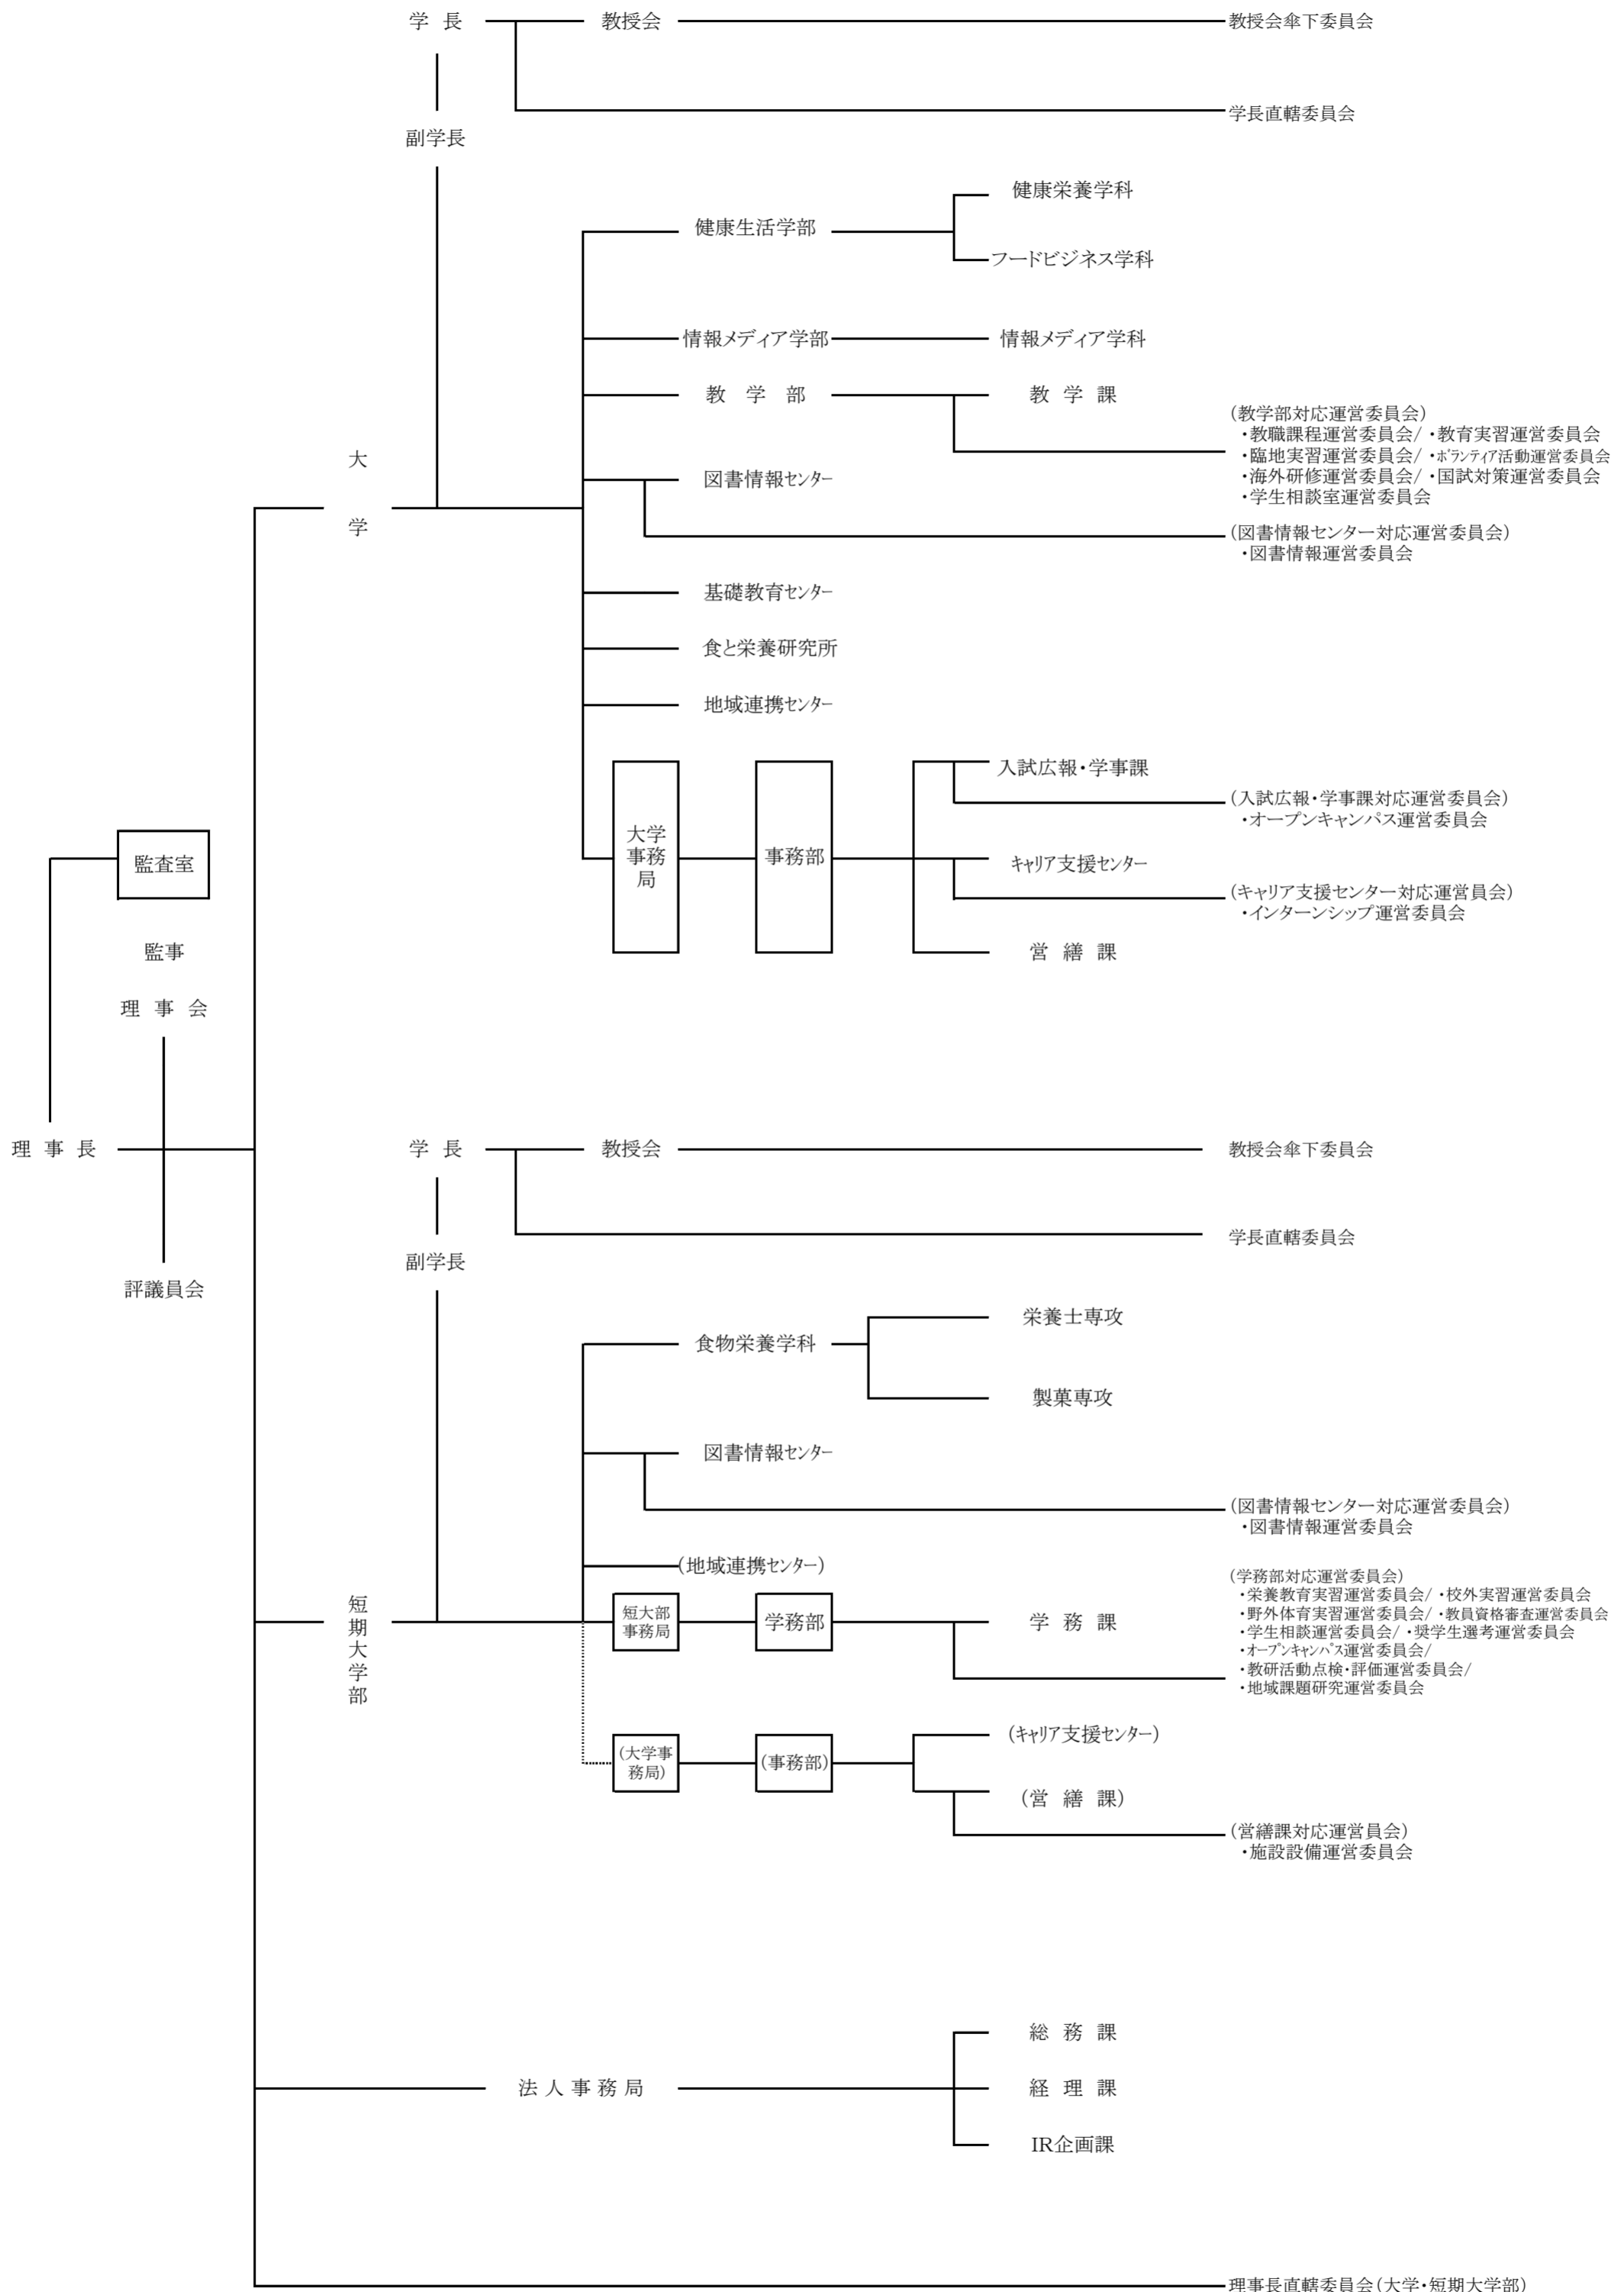 学 長
教授会
教授会傘下委員会
学長直轄委員会
副学長
健康栄養学科
健康生活学部
フードビジネス学科
情報メディア学部
情報メディア学科
教 学 部
教 学 課
(教学部対応運営委員会)
・教職課程運営委員会/ ・教育実習運営委員会
・臨地実習運営委員会/ ・ボランティア活動運営委員会
・海外研修運営委員会/ ・国試対策運営委員会
・学生相談室運営委員会
大
学
図書情報センター
(図書情報センター対応運営委員会)
・図書情報運営委員会
基礎教育センター
食と栄養研究所
地域連携センター
大学
事務
局
事務部
入試広報・学事課
(入試広報・学事課対応運営委員会)
・オープンキャンパス運営委員会
キャリア支援センター
(キャリア支援センター対応運営員会)
・インターンシップ運営委員会
営 繕 課
監査室
監事
理 事 会
理 事 長
評議員会
学 長
教授会
教授会傘下委員会
学長直轄委員会
副学長
栄養士専攻
食物栄養学科
製菓専攻
図書情報センター
(図書情報センター対応運営委員会)
・図書情報運営委員会
(地域連携センター)
短
期
大
学
部
短大部
事務局
学務部
学 務 課
(学務部対応運営委員会)
・栄養教育実習運営委員会/ ・校外実習運営委員会
・野外体育実習運営委員会/ ・教員資格審査運営委員会
・学生相談運営委員会/ ・奨学生選考運営委員会
・オープンキャンパス運営委員会/
・教研活動点検・評価運営委員会/
・地域課題研究運営委員会
(大学事
務局)
(事務部)
(キャリア支援センター)
(営 繕 課)
(営繕課対応運営員会)
・施設設備運営委員会
総 務 課
法 人 事 務 局
経 理 課
IR企画課
理事長直轄委員会(大学・短期大学部)